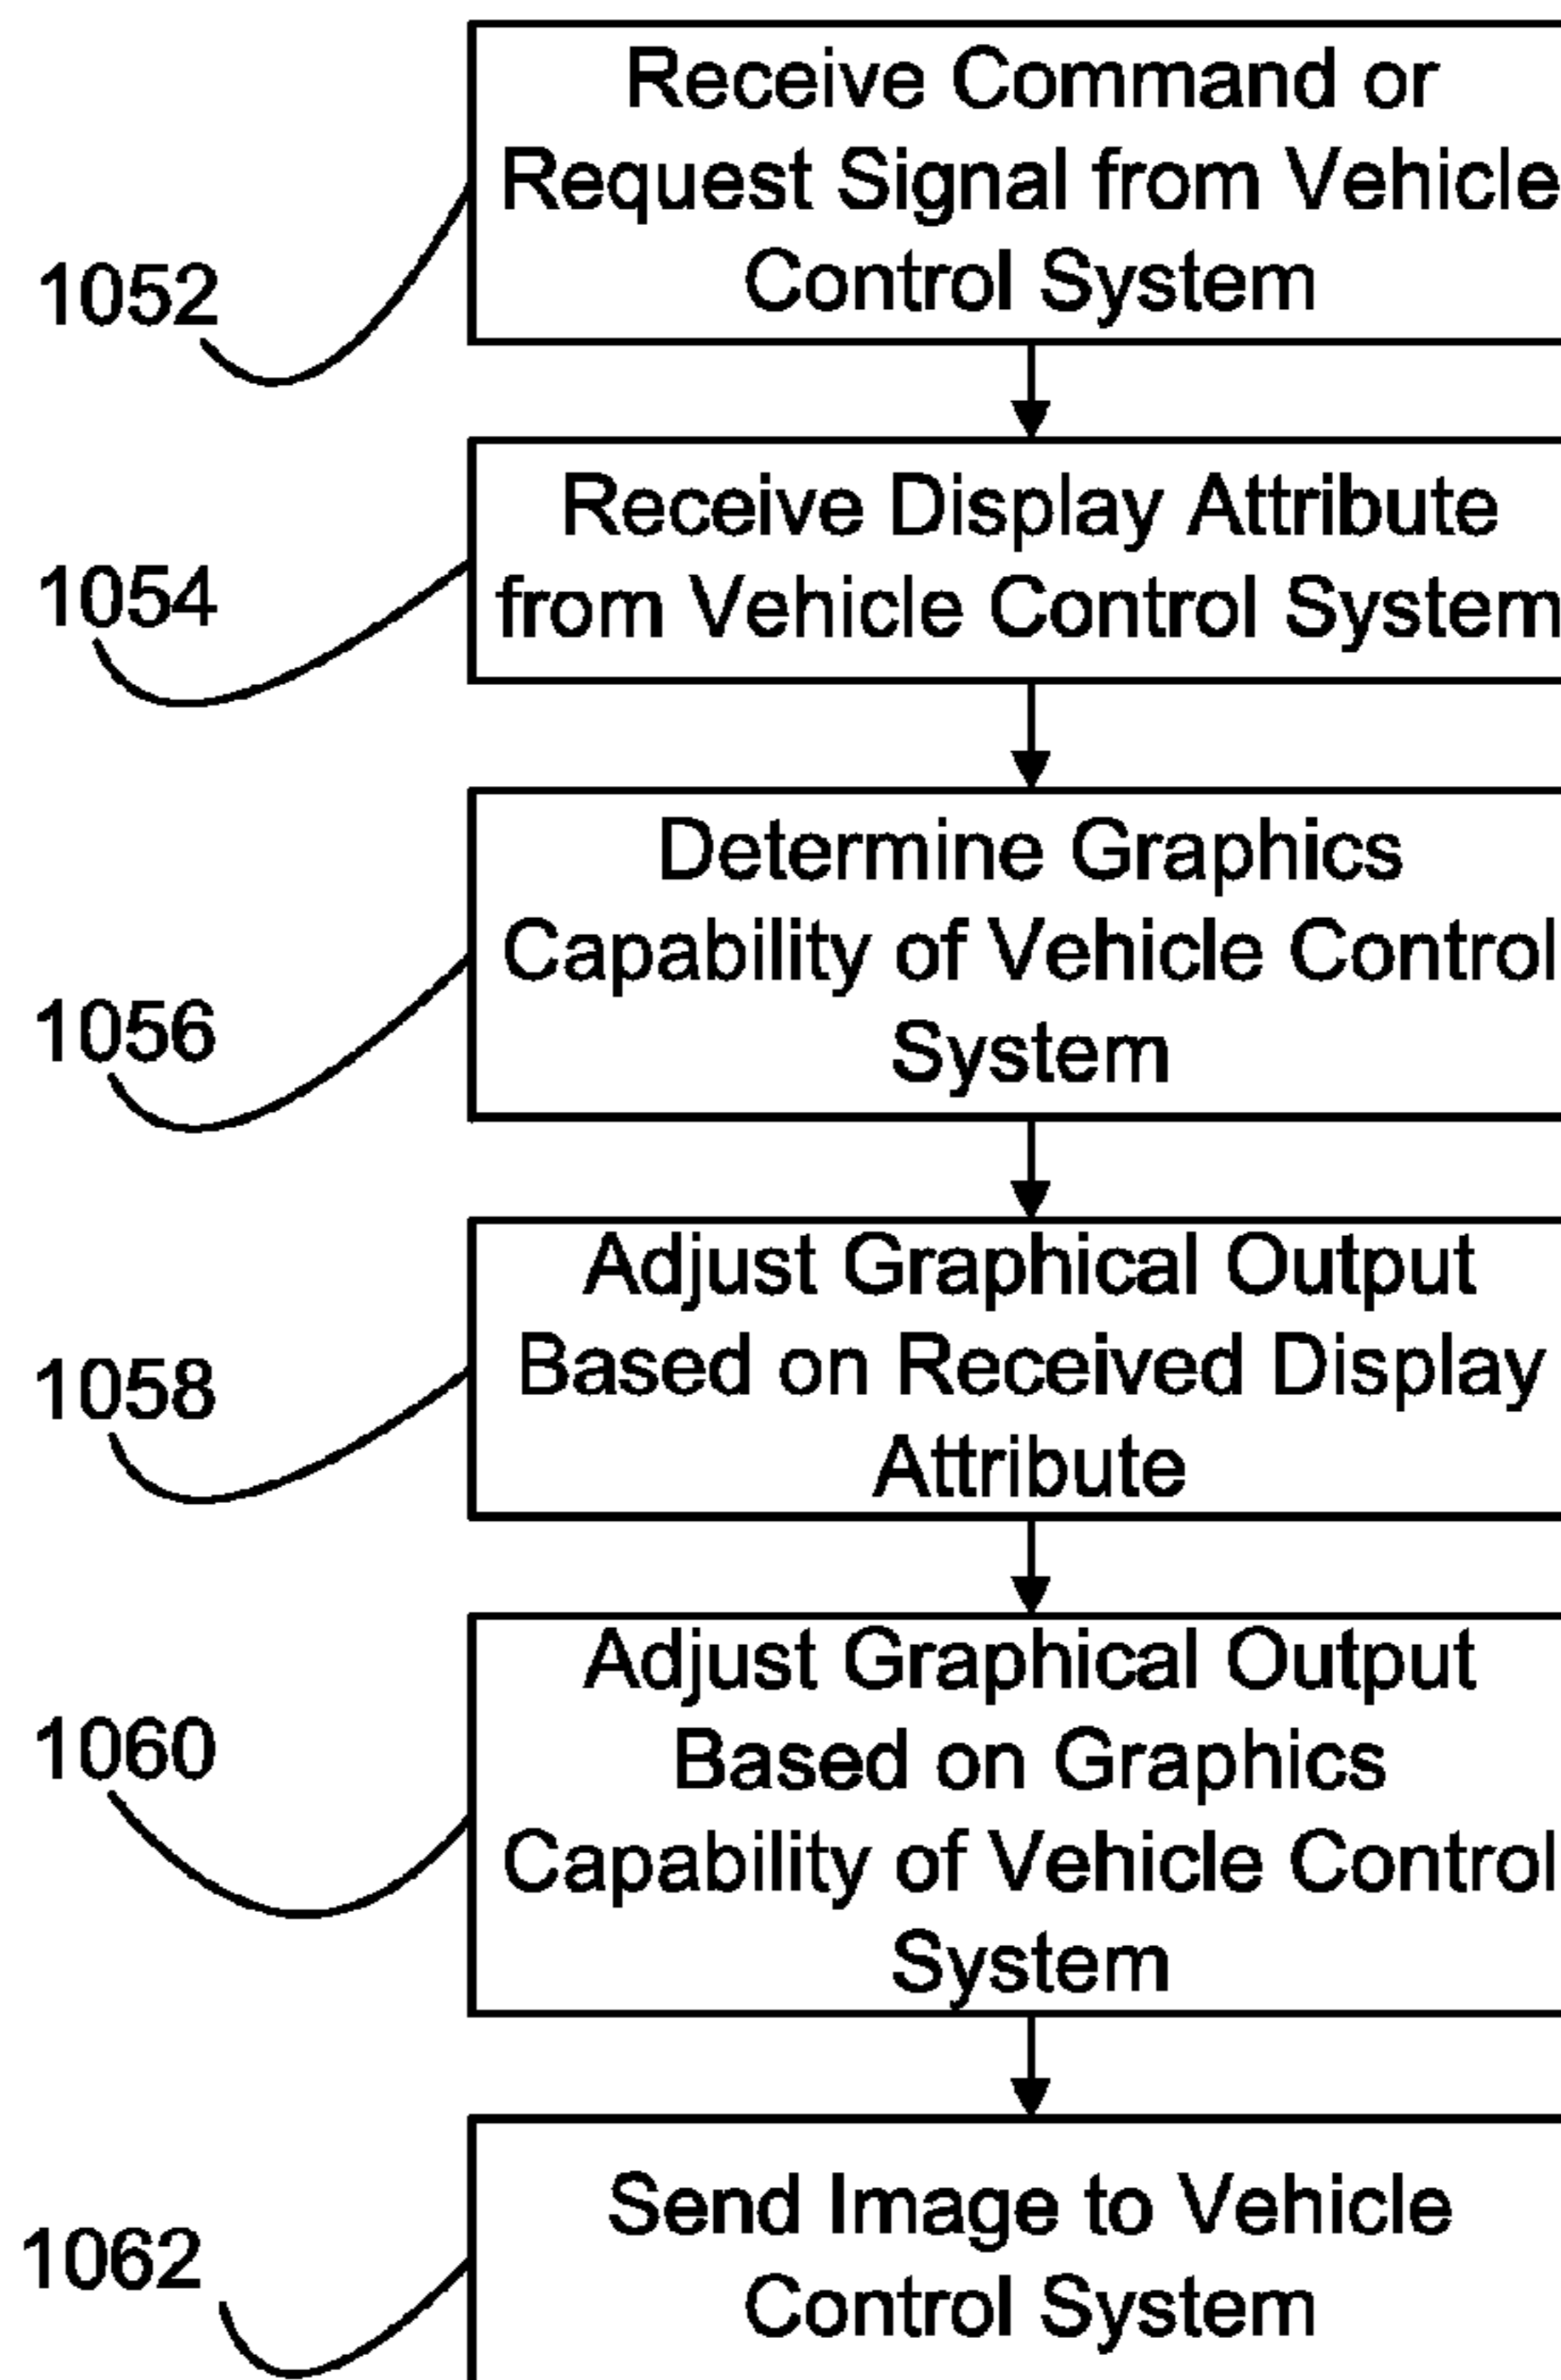 Receive Command or
Request Signal from Vehicle
Control System
1052
Receive Display Attribute
from Vehicle Control System
1054
Determine Graphics
Capability of Vehicle Control
System
1056
Adjust Graphical Output
Based on Received Display
Attribute
1058
Adjust Graphical Output
Based on Graphics
Capability of Vehicle Control
System
1060
Send Image to Vehicle
Control System
1062